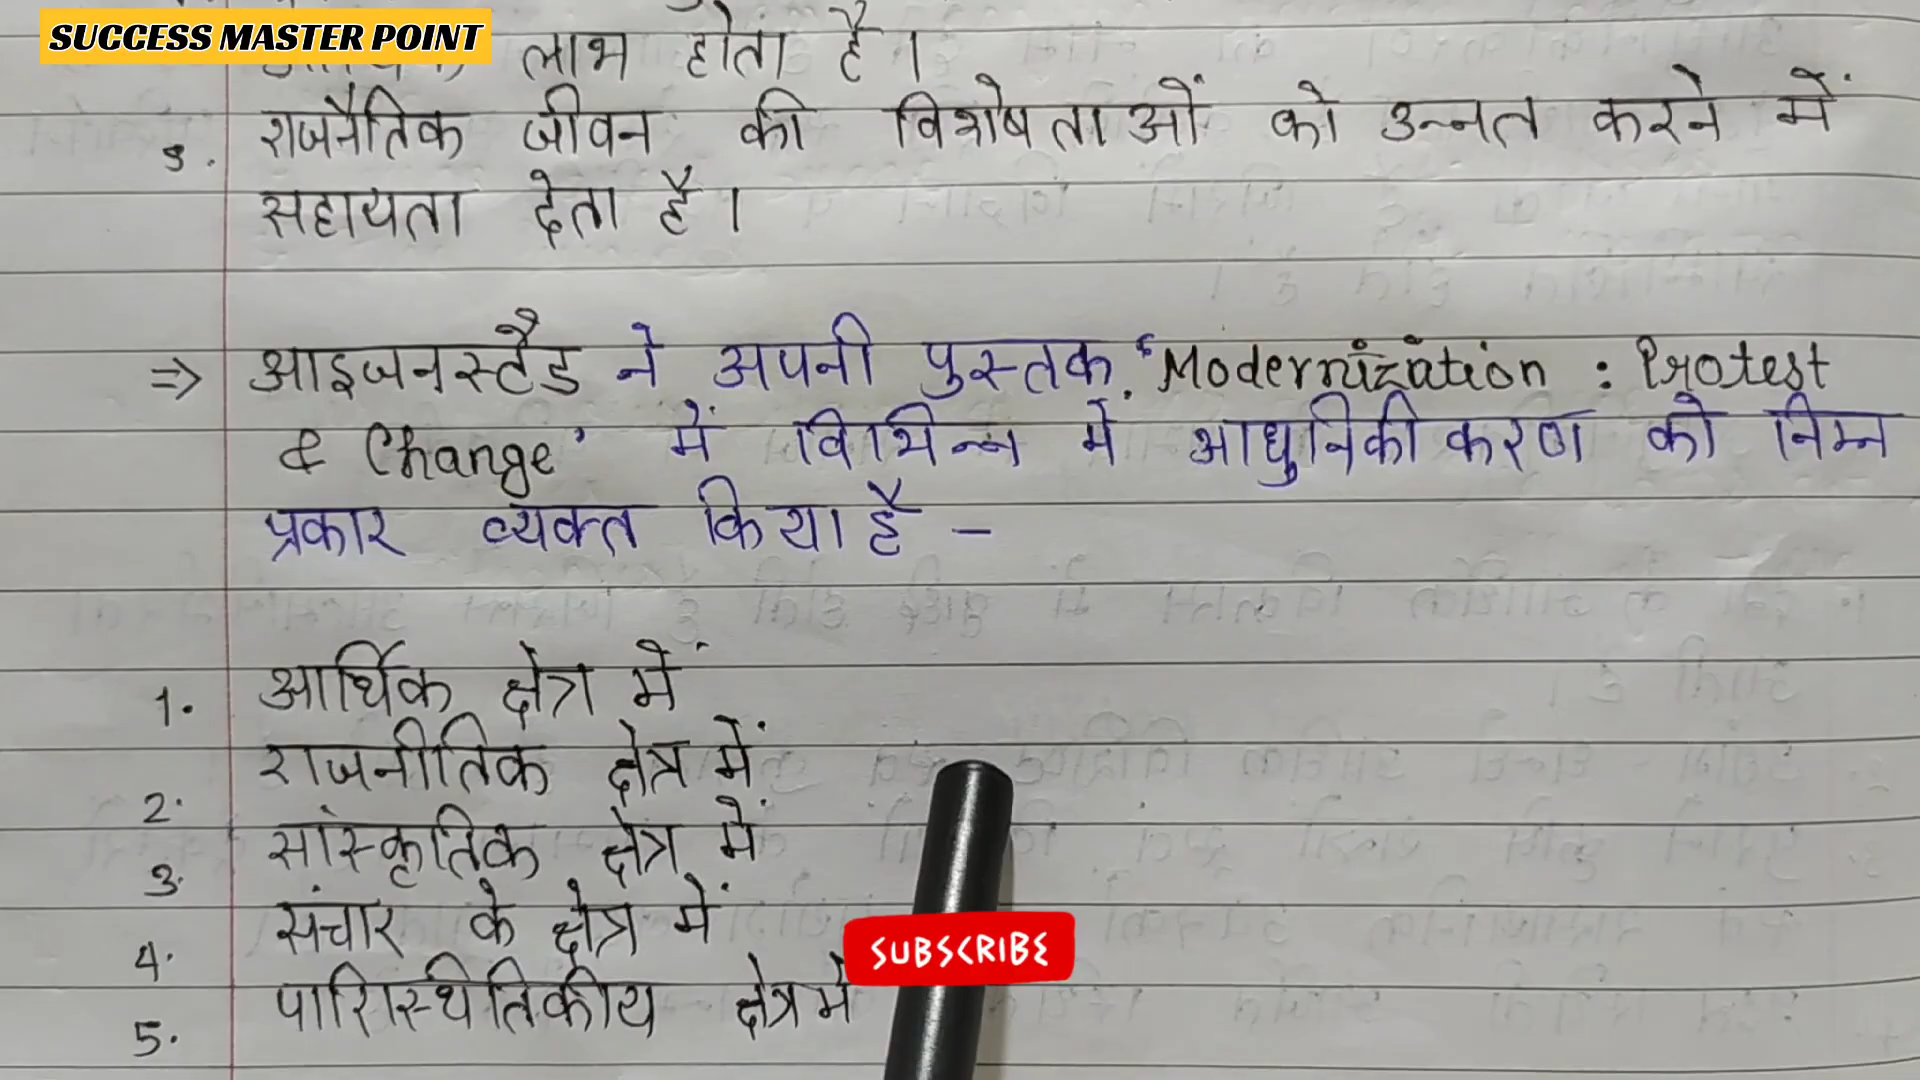 SUCCESS MASTER POINT
लाभ होता है ।
9. राजनैतिक जीवन की विशेषताओं को उन्नत करने में
सहायता देता है ।
⇒ आइजनस्टैड ने अपनी पुस्तक, 'Modernization : Protest
& Change' में विभिन्न में आधुनिकीकरण को निम्न
प्रकार व्यक्त किया है –
1. आर्थिक क्षेत्र में
2. राजनीतिक क्षेत्र में
3. सांस्कृतिक क्षेत्र में
4. संचार के क्षेत्र में
5. पारिस्थितिकीय क्षेत्र में
SUBSCRIBE